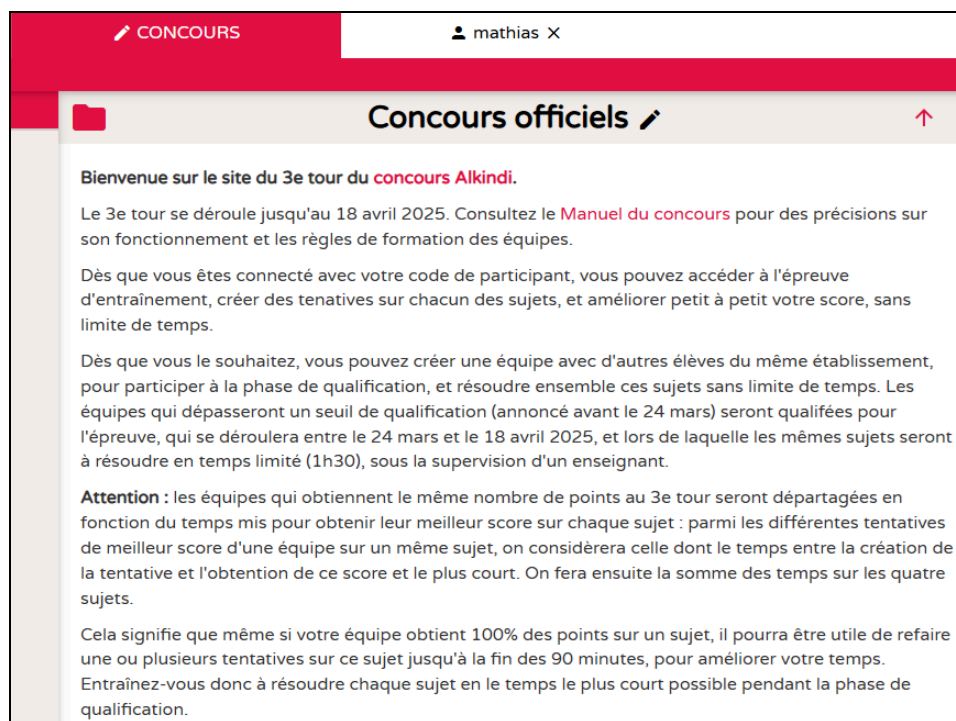 CONCOURS
mathias
Concours officiels
Bienvenue sur le site du 3e tour du concours Alkindi.
Le 3e tour se déroule jusqu'au 18 avril 2025. Consultez le Manuel du concours pour des précisions sur
son fonctionnement et les règles de formation des équipes.
Dès que vous êtes connecté avec votre code de participant, vous pouvez accéder à l'épreuve
d'entraînement, créer des tenatives sur chacun des sujets, et améliorer petit à petit votre score, sans
limite de temps.
Dès que vous le souhaitez, vous pouvez créer une équipe avec d'autres élèves du même établissement,
pour participer à la phase de qualification, et résoudre ensemble ces sujets sans limite de temps. Les
équipes qui dépasseront un seuil de qualification (annoncé avant le 24 mars) seront qualifées pour
l'épreuve, qui se déroulera entre le 24 mars et le 18 avril 2025, et lors de laquelle les mêmes sujets seront
à résoudre en temps limité (1h30), sous la supervision d'un enseignant.
Attention : les équipes qui obtiennent le même nombre de points au 3e tour seront départagées en
fonction du temps mis pour obtenir leur meilleur score sur chaque sujet : parmi les différentes tentatives
de meilleur score d'une équipe sur un même sujet, on considèrera celle dont le temps entre la création de
la tentative et l'obtention de ce score et le plus court. On fera ensuite la somme des temps sur les quatre
sujets.
Cela signifie que même si votre équipe obtient 100% des points sur un sujet, il pourra être utile de refaire
une ou plusieurs tentatives sur ce sujet jusqu'à la fin des 90 minutes, pour améliorer votre temps.
Entraînez-vous donc à résoudre chaque sujet en le temps le plus court possible pendant la phase de
qualification.